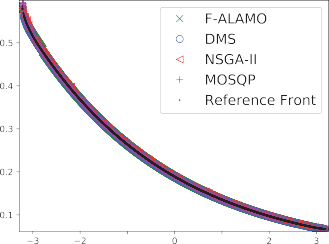 F-ALAMO
DMS
NSGA-II
MOSQP
Reference Front
0.5
0.4
0.3
0.2
0.1
−3
−2
0
2
3